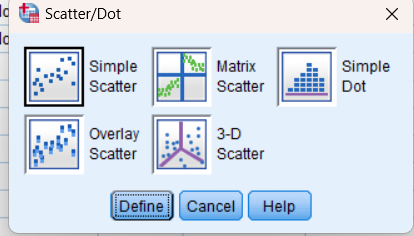 Scatter/Dot
Simple
Scatter
Matrix
Scatter
Simple
Dot
Overlay
Scatter
3-D
Scatter
Define
Cancel
Help